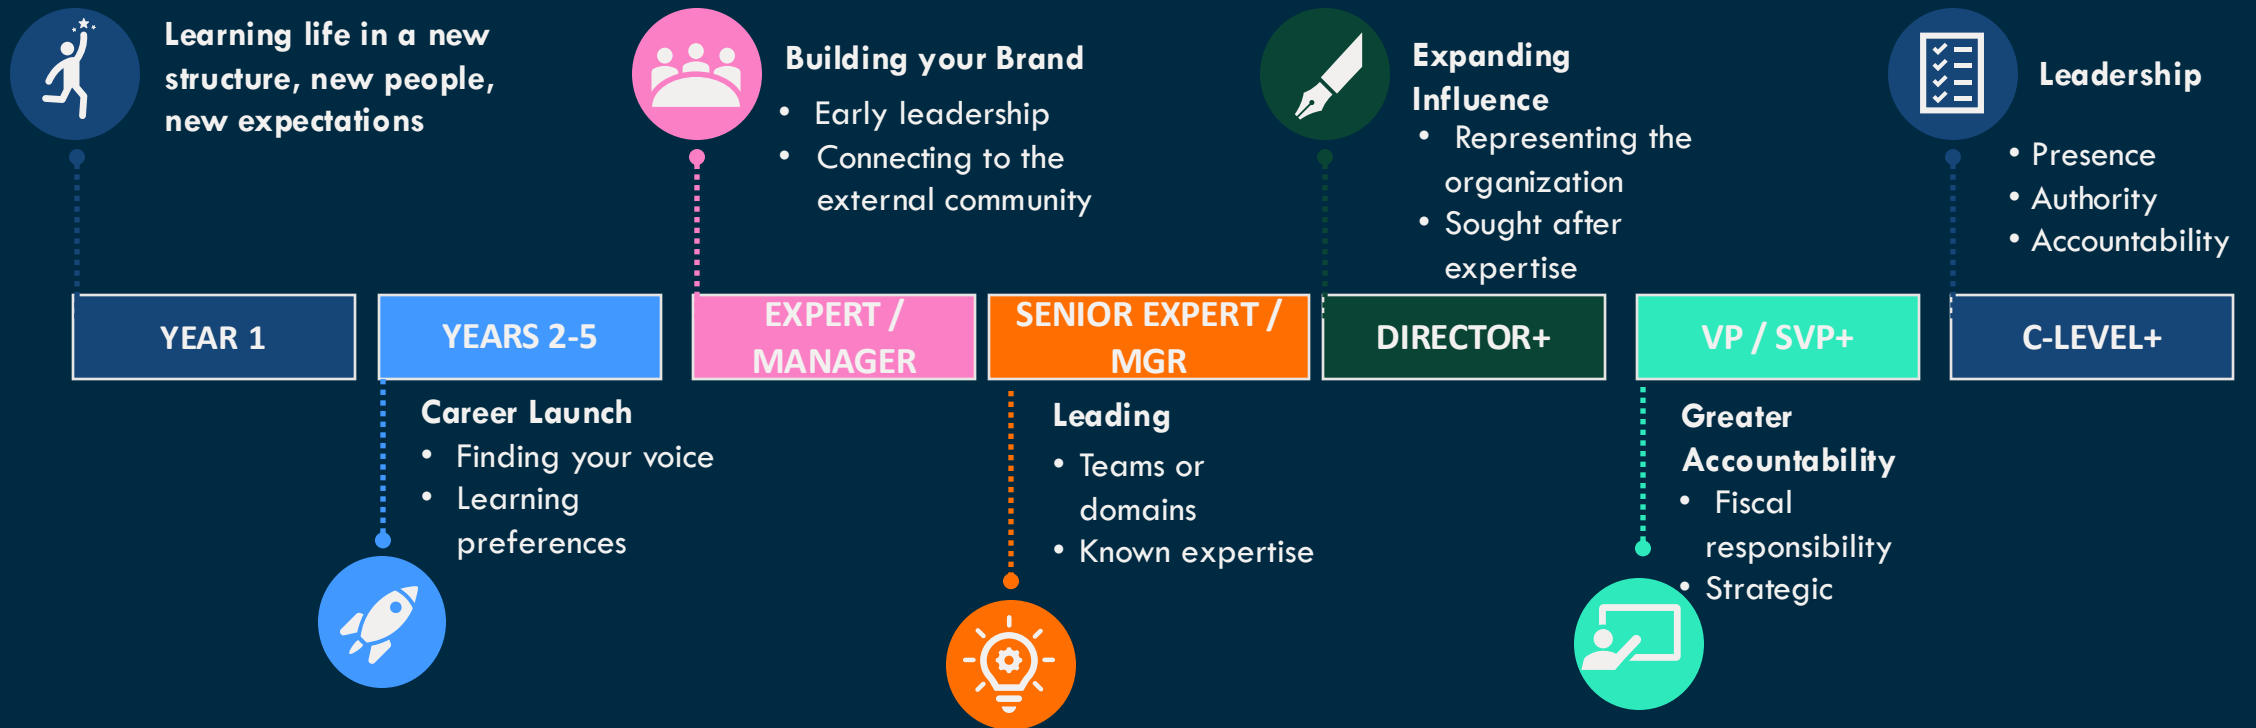 Learning life in a new
structure, new people,
new expectations
Building your Brand
• Early leadership
• Connecting to the
external community
Expanding
Influence
• Representing the
organization
• Sought after
expertise
Leadership
• Presence
• Authority
• Accountability
YEAR 1
YEARS 2-5
EXPERT /
MANAGER
SENIOR EXPERT /
MGR
DIRECTOR+
VP / SVP+
C-LEVEL+
Career Launch
• Finding your voice
• Learning
preferences
Leading
• Teams or
domains
• Known expertise
Greater
Accountability
• Fiscal
responsibility
• Strategic